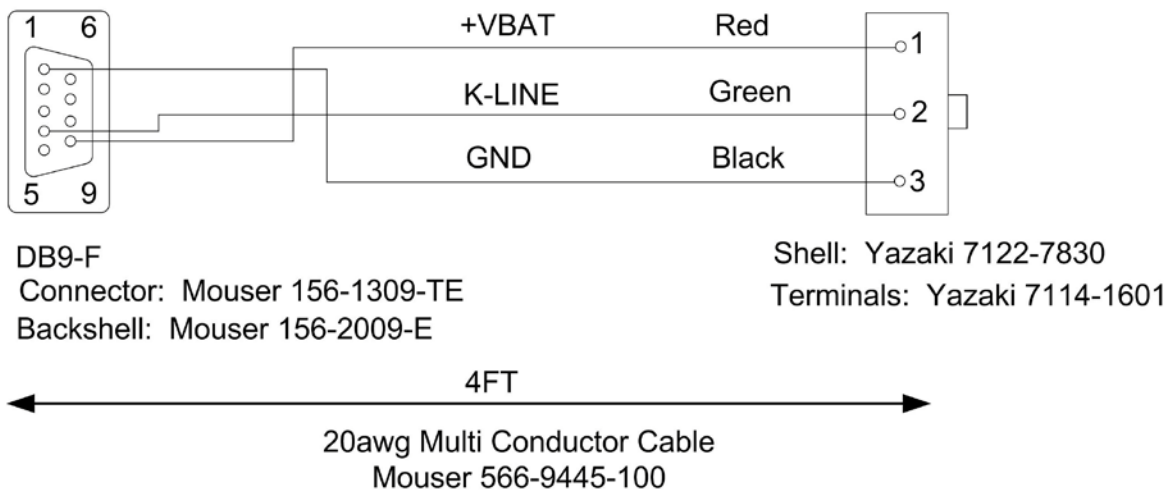 1 6
+VBAT Red
1
K-LINE Green
2
GND Black
3
5 9
DB9-F
Connector: Mouser 156-1309-TE
Backshell: Mouser 156-2009-E
Shell: Yazaki 7122-7830
Terminals: Yazaki 7114-1601
4FT
20awg Multi Conductor Cable
Mouser 566-9445-100